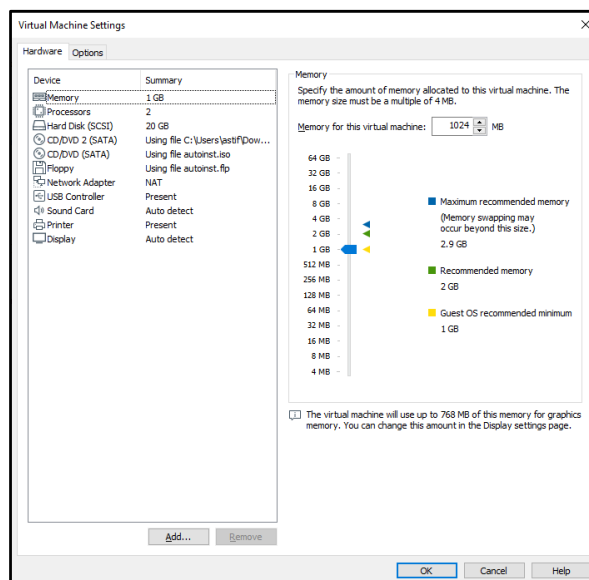 Virtual Machine Settings
Hardware Options
Device Summary
Memory 1 GB
Processors 2
Hard Disk (SCSI) 20 GB
CD/DVD 2 (SATA) Using file C:\Users\astif\Dow...
CD/DVD (SATA) Using file autoinst.iso
Floppy Using file autoinst.flp
Network Adapter NAT
USB Controller Present
Sound Card Auto detect
Printer Present
Display Auto detect
Add... Remove
Memory
Specify the amount of memory allocated to this virtual machine. The
memory size must be a multiple of 4 MB.
Memory for this virtual machine: 1024 MB
64 GB
32 GB
16 GB
8 GB
4 GB
2 GB
1 GB
512 MB
256 MB
128 MB
64 MB
32 MB
16 MB
8 MB
4 MB
Maximum recommended memory
(Memory swapping may
occur beyond this size.)
2.9 GB
Recommended memory
2 GB
Guest OS recommended minimum
1 GB
The virtual machine will use up to 768 MB of this memory for graphics
memory. You can change this amount in the Display settings page.
OK Cancel Help